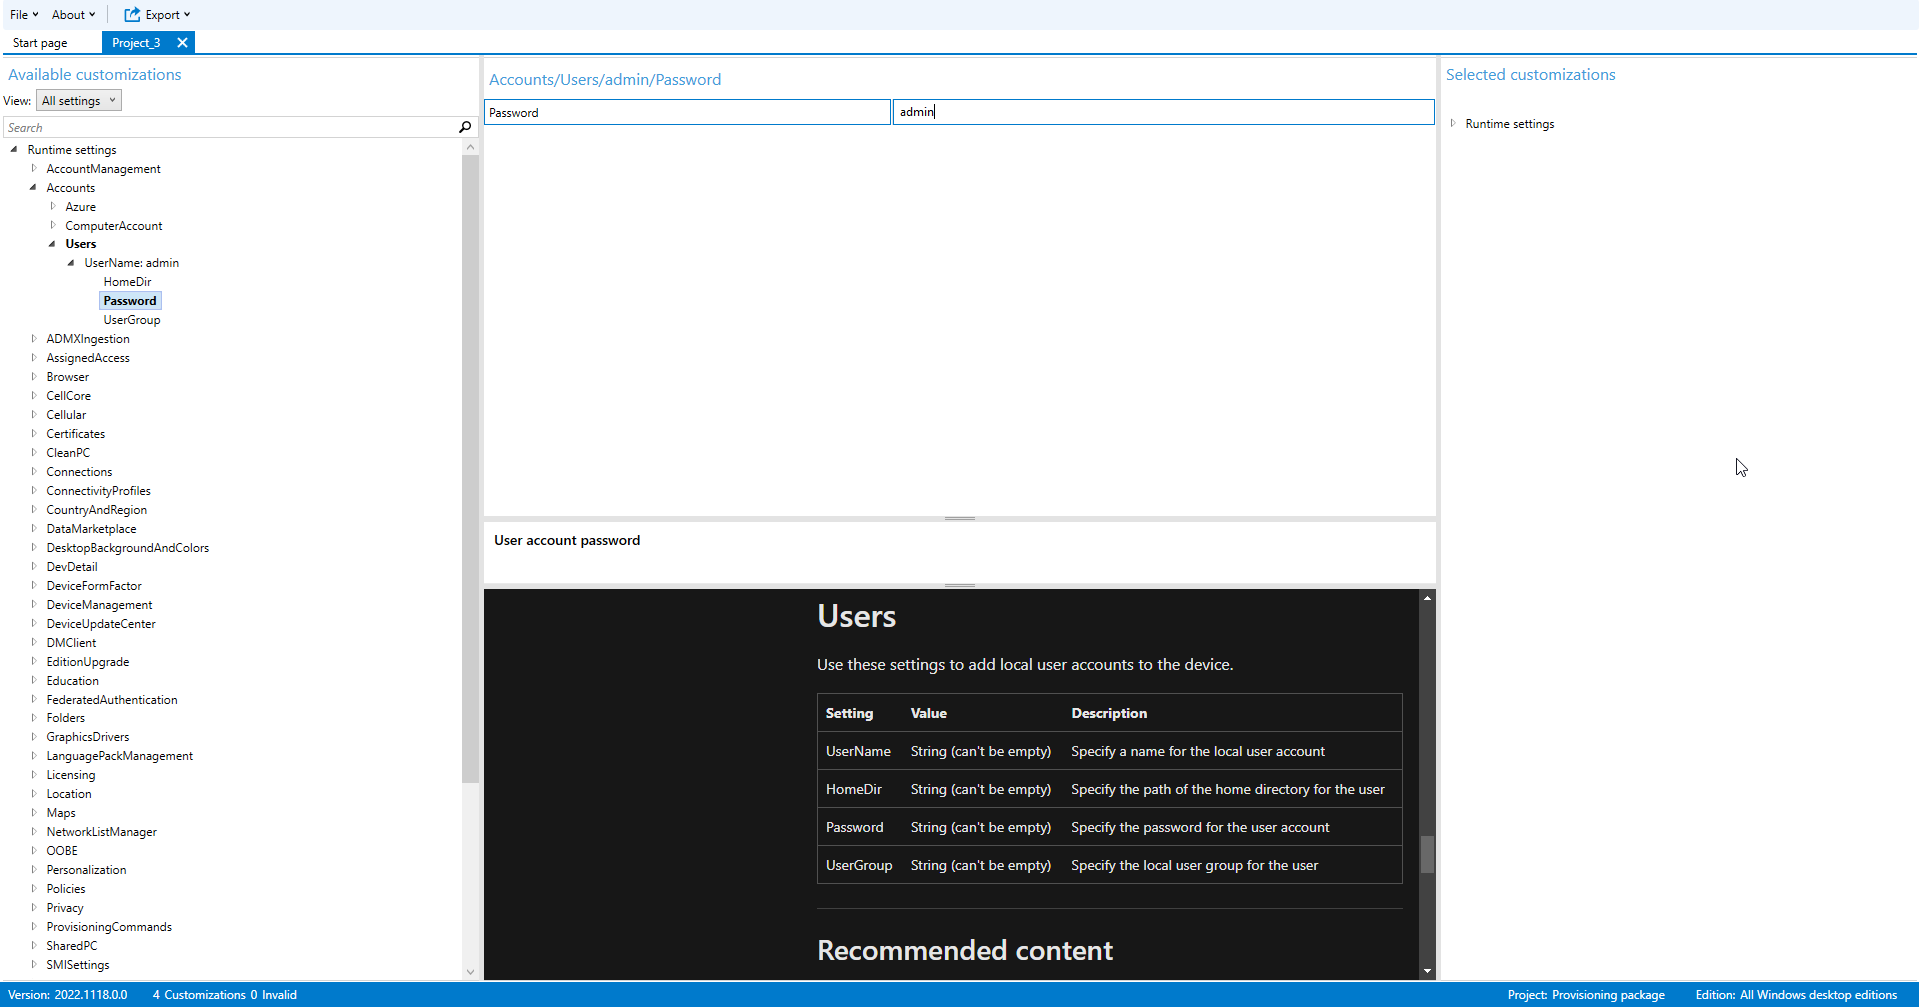 File About Export
Start page Project_3
Available customizations
View: All settings
Search
Runtime settings
AccountManagement
Accounts
Azure
ComputerAccount
Users
UserName: admin
HomeDir
Password
UserGroup
ADMXIngestion
AssignedAccess
Browser
CellCore
Cellular
Certificates
CleanPC
Connections
ConnectivityProfiles
CountryAndRegion
DataMarketplace
DesktopBackgroundAndColors
DevDetail
DeviceFormFactor
DeviceManagement
DeviceUpdateCenter
DMClient
EditionUpgrade
Education
FederatedAuthentication
Folders
GraphicsDrivers
LanguagePackManagement
Licensing
Location
Maps
NetworkListManager
OOBE
Personalization
Policies
Privacy
ProvisioningCommands
SharedPC
SMISettings
Accounts/Users/admin/Password
Password admin
User account password
Users
Use these settings to add local user accounts to the device.
Setting Value Description
UserName String (can't be empty) Specify a name for the local user account
HomeDir String (can't be empty) Specify the path of the home directory for the user
Password String (can't be empty) Specify the password for the user account
UserGroup String (can't be empty) Specify the local user group for the user
Recommended content
Selected customizations
Runtime settings
Version: 2022.1118.0.0 4 Customizations 0 Invalid Project: Provisioning package Edition: All Windows desktop editions